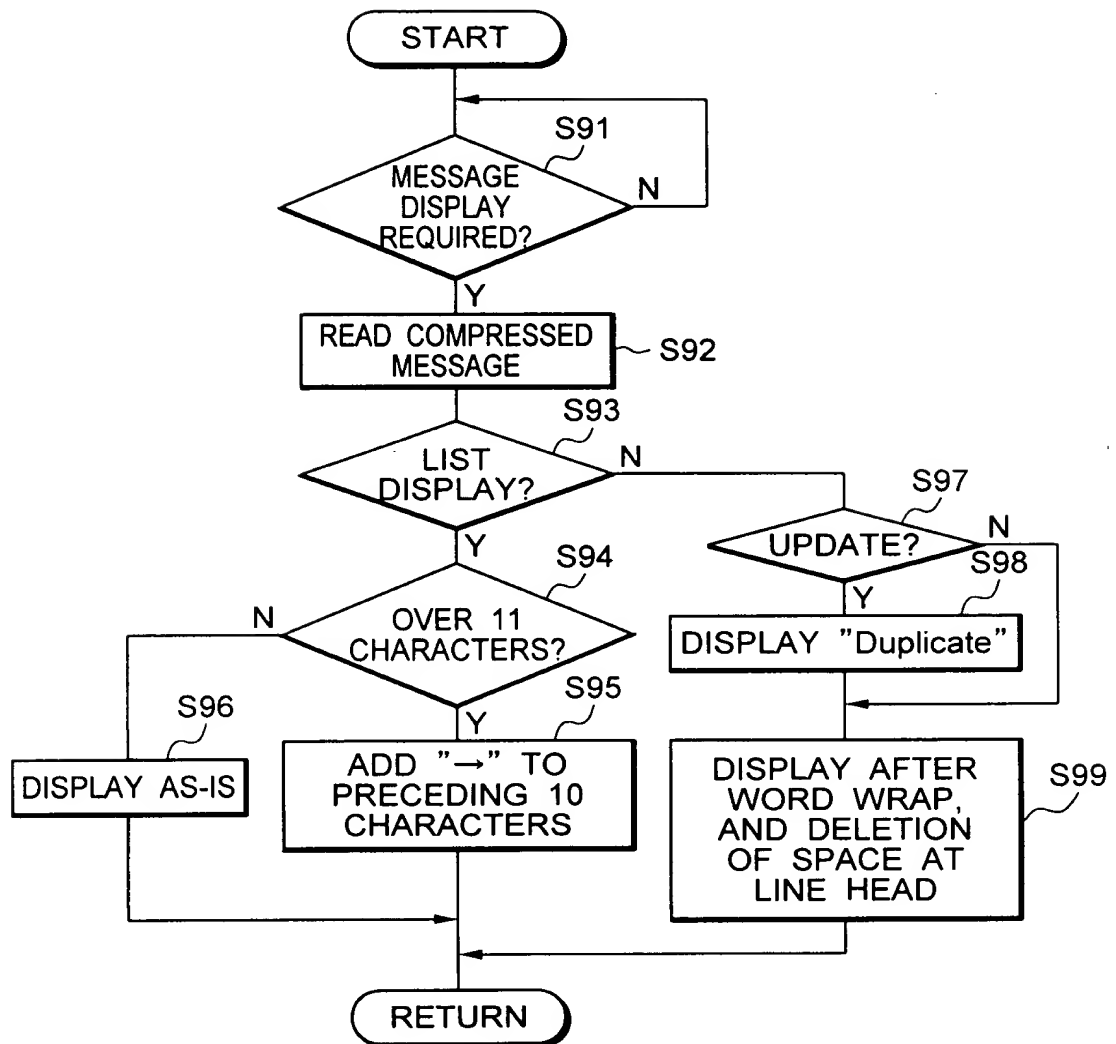 START
S91
MESSAGE
DISPLAY
REQUIRED?
N
Y
READ COMPRESSED
MESSAGE
S92
S93
LIST
DISPLAY?
N
Y
S97
UPDATE?
N
S98
Y
DISPLAY ”Duplicate”
S94
OVER 11
CHARACTERS?
N
Y
S95
ADD ”→” TO
PRECEDING 10
CHARACTERS
S96
DISPLAY AS-IS
DISPLAY AFTER
WORD WRAP,
AND DELETION
OF SPACE AT
LINE HEAD
S99
RETURN